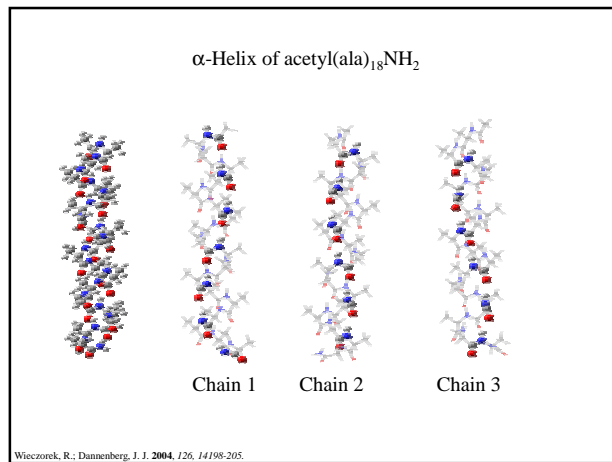 α-Helix of acetyl(ala)₁₈NH₂
Chain 1 Chain 2 Chain 3
Wieczorek, R.; Dannenberg, J. J. 2004, 126, 14198-205.